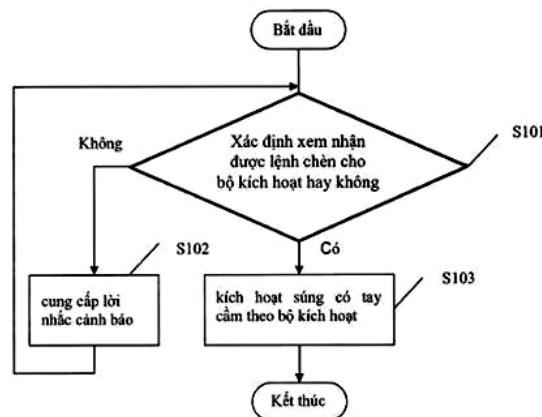 Bắt đầu
Xác định xem nhận
được lệnh chèn cho
bộ kích hoạt hay không
S101
Không
Có
S102
cung cấp lời
nhắc cảnh báo
S103
kích hoạt súng có tay
cầm theo bộ kích hoạt
Kết thúc